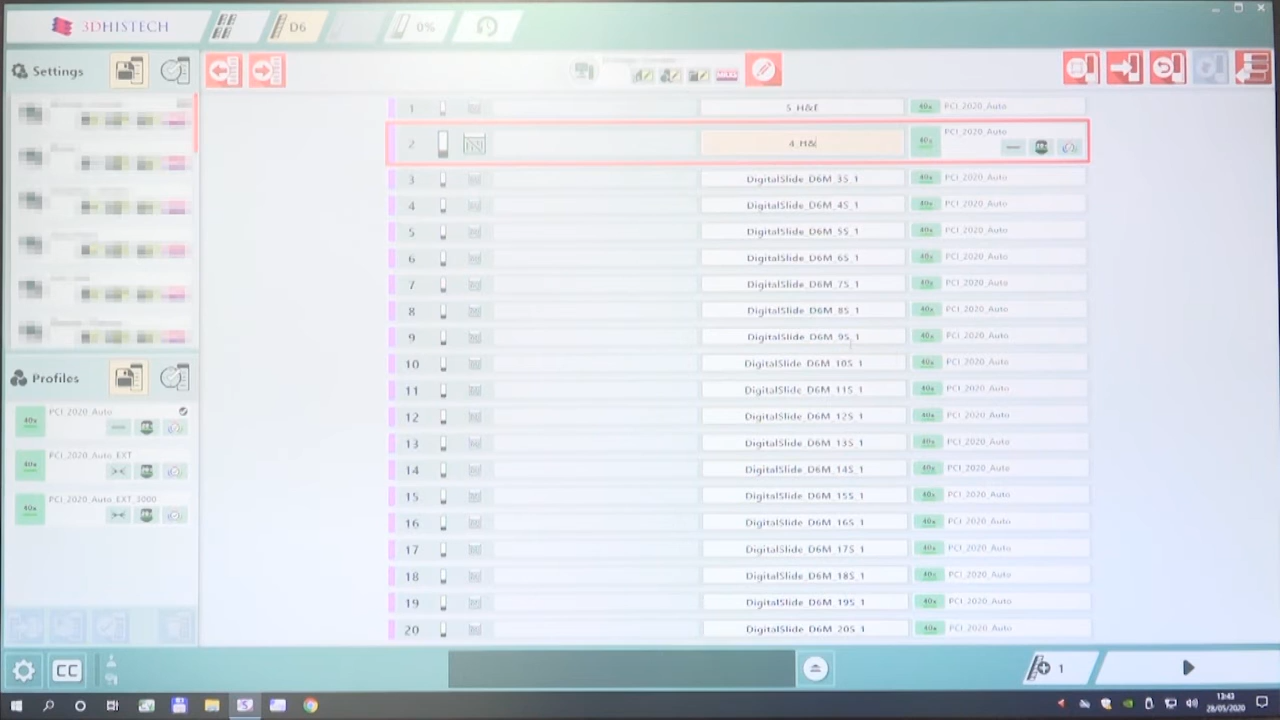 3DHISTECH
D6
0%
Settings
1
5_H&E
40x
PCI_2020_Auto
2
4_H&
40x
PCI_2020_Auto
3
DigitalSlide_D6M_3S_1
40x
PCI_2020_Auto
4
DigitalSlide_D6M_4S_1
40x
PCI_2020_Auto
5
DigitalSlide_D6M_5S_1
40x
PCI_2020_Auto
6
DigitalSlide_D6M_6S_1
40x
PCI_2020_Auto
7
DigitalSlide_D6M_7S_1
40x
PCI_2020_Auto
8
DigitalSlide_D6M_8S_1
40x
PCI_2020_Auto
9
DigitalSlide_D6M_9S_1
40x
PCI_2020_Auto
10
DigitalSlide_D6M_10S_1
40x
PCI_2020_Auto
11
DigitalSlide_D6M_11S_1
40x
PCI_2020_Auto
12
DigitalSlide_D6M_12S_1
40x
PCI_2020_Auto
13
DigitalSlide_D6M_13S_1
40x
PCI_2020_Auto
14
DigitalSlide_D6M_14S_1
40x
PCI_2020_Auto
15
DigitalSlide_D6M_15S_1
40x
PCI_2020_Auto
16
DigitalSlide_D6M_16S_1
40x
PCI_2020_Auto
17
DigitalSlide_D6M_17S_1
40x
PCI_2020_Auto
18
DigitalSlide_D6M_18S_1
40x
PCI_2020_Auto
19
DigitalSlide_D6M_19S_1
40x
PCI_2020_Auto
20
DigitalSlide_D6M_20S_1
40x
PCI_2020_Auto
Profiles
PCI_2020_Auto
40x
PCI_2020_Auto_EXT
40x
PCI_2020_Auto_EXT_2000
40x
CC
1
13:43
28/05/2020